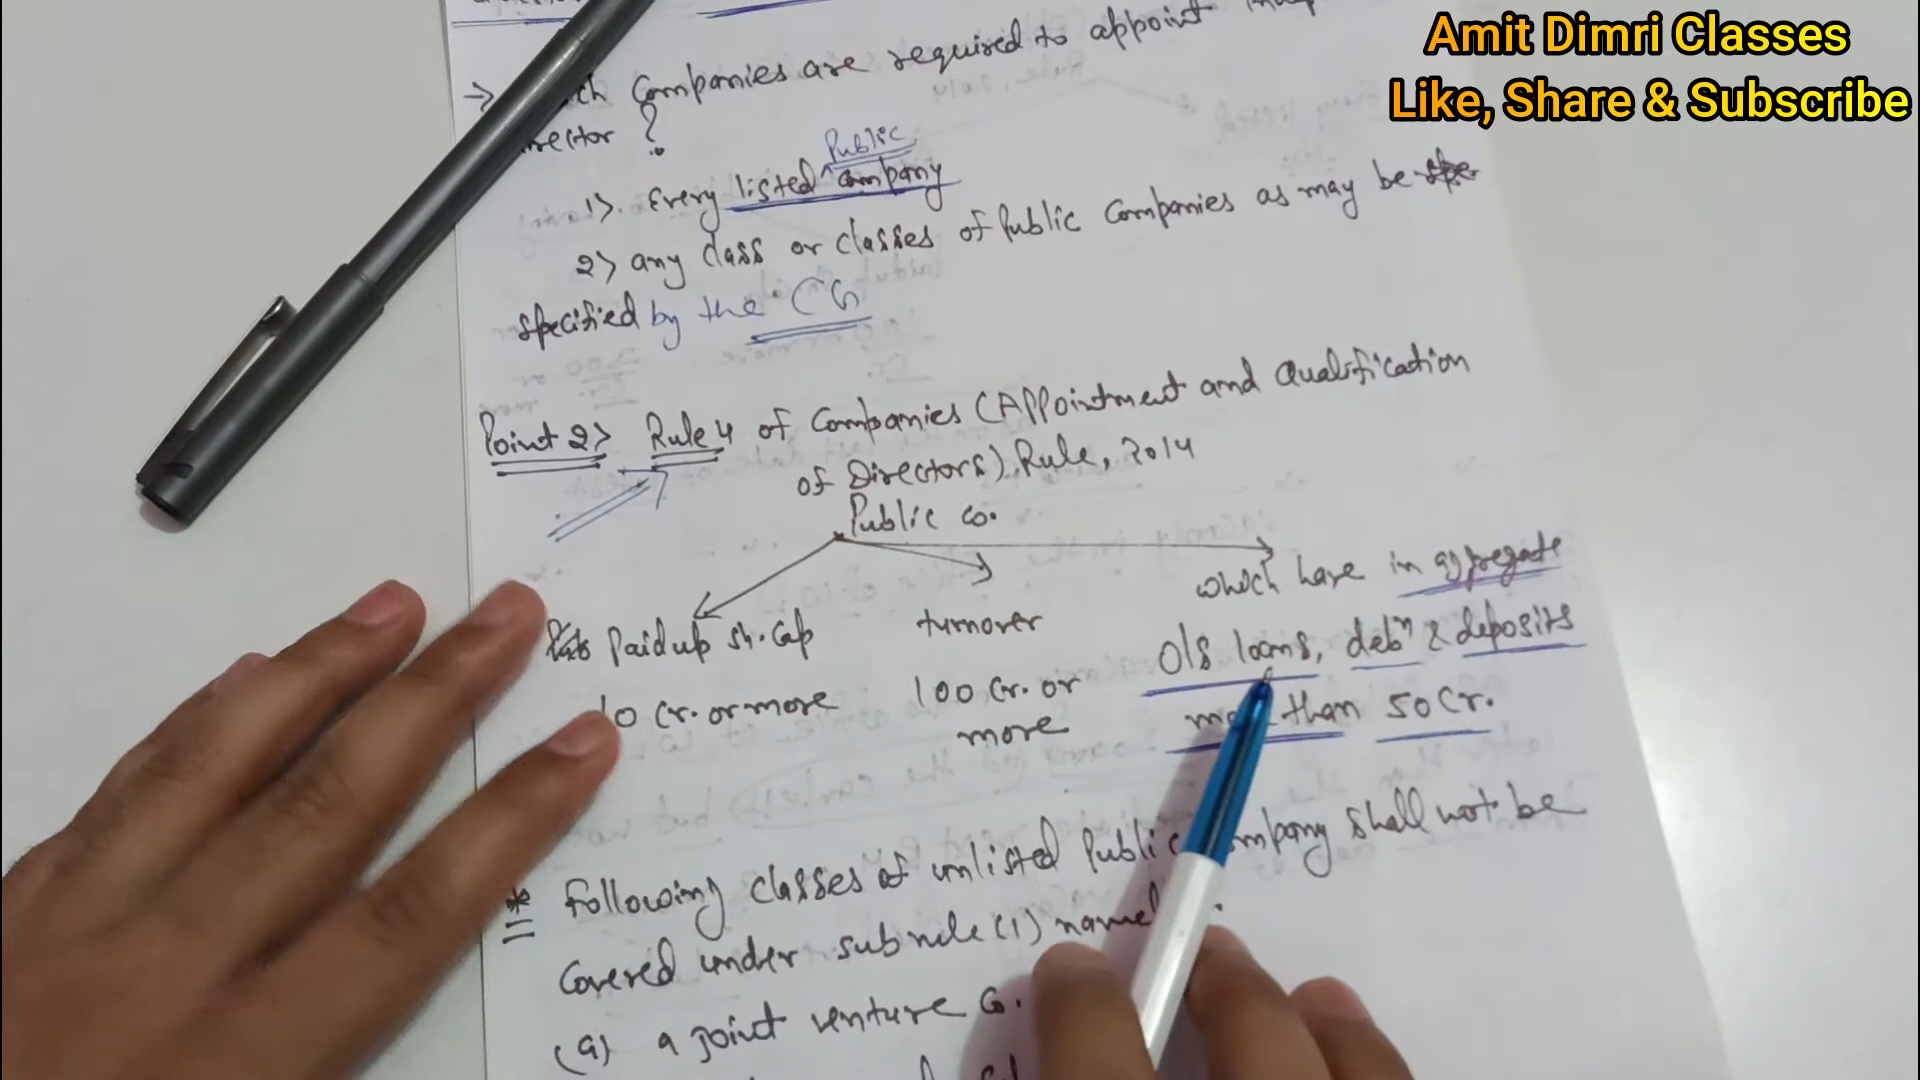 Amit Dimri Classes
Like, Share & Subscribe
→ Companies are required to appoint
?
Public
1). Every listed ^ company
2) any class or classes of Public Companies as may be
specified by the CG
Point 2) Rule 4 of Companies (Appointment and Qualification
of Directors) Rule, 2014
Public co.
which have in aggregate
Paidup sh. Cap turnover O/S loans, debⁿ & deposits
10 Cr. or more 100 Cr. or more than 50 Cr.
more
* Following classes of unlisted Public shall not be
Covered under subrule (1)
(a) a joint venture Co.